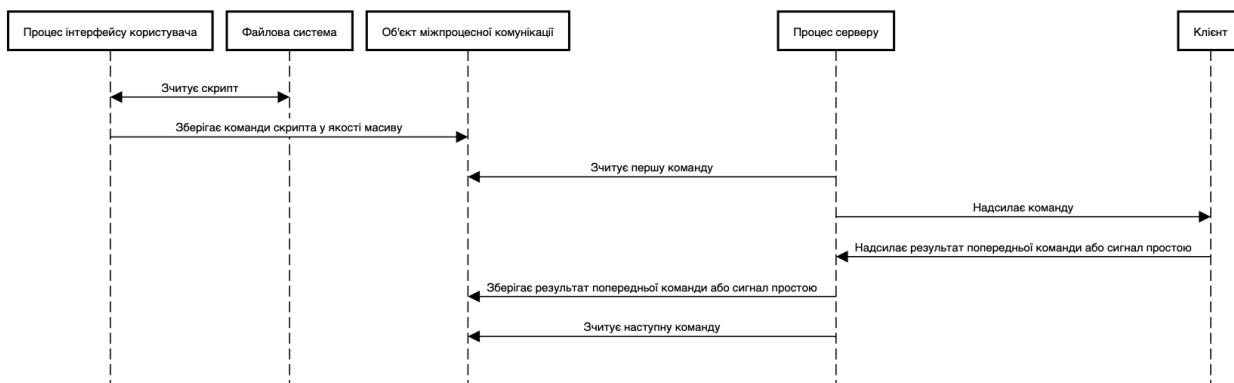 Процес інтерфейсу користувача
Файлова система
Об'єкт міжпроцесної комунікації
Процес серверу
Клієнт
Зчитує скрипт
Зберігає команди скрипта у якості масиву
Зчитує першу команду
Надсилає команду
Надсилає результат попередньої команди або сигнал простою
Зберігає результат попередньої команди або сигнал простою
Зчитує наступну команду